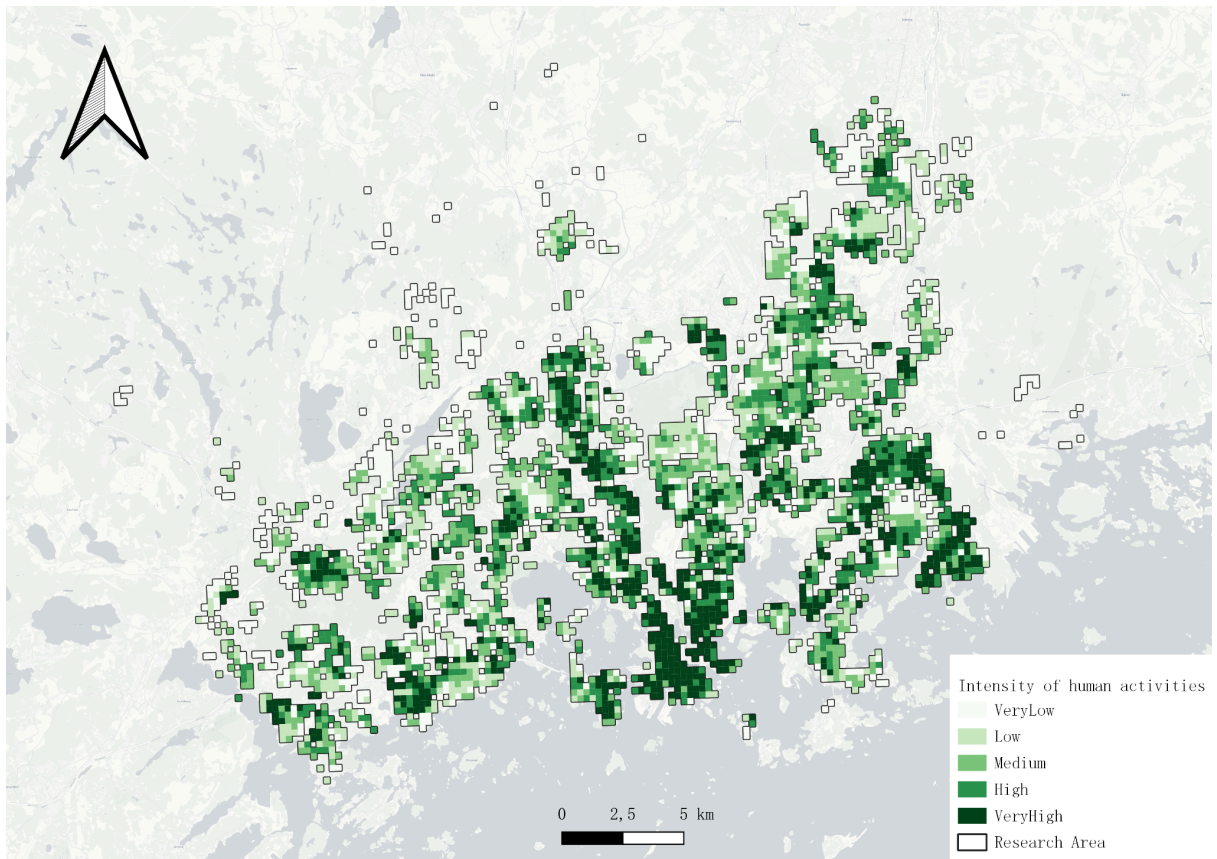 Intensity of human activities
VeryLow
Low
Medium
High
VeryHigh
Research Area
0 2,5 5 km